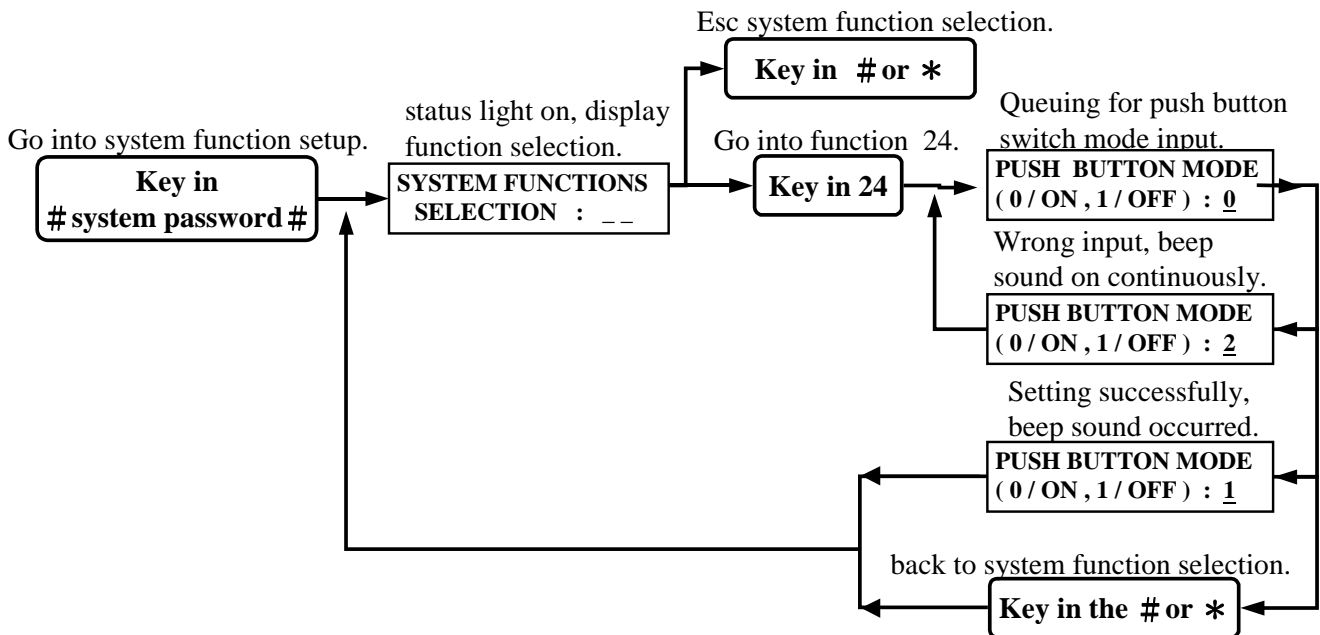 Esc system function selection.
Key in # or *
status light on, display
function selection.
Go into system function setup.
Key in
# system password #
SYSTEM FUNCTIONS
SELECTION : _ _
Go into function 24.
Key in 24
Queuing for push button
switch mode input.
PUSH BUTTON MODE
( 0 / ON , 1 / OFF ) : 0
Wrong input, beep
sound on continuously.
PUSH BUTTON MODE
( 0 / ON , 1 / OFF ) : 2
Setting successfully,
beep sound occurred.
PUSH BUTTON MODE
( 0 / ON , 1 / OFF ) : 1
back to system function selection.
Key in the # or *